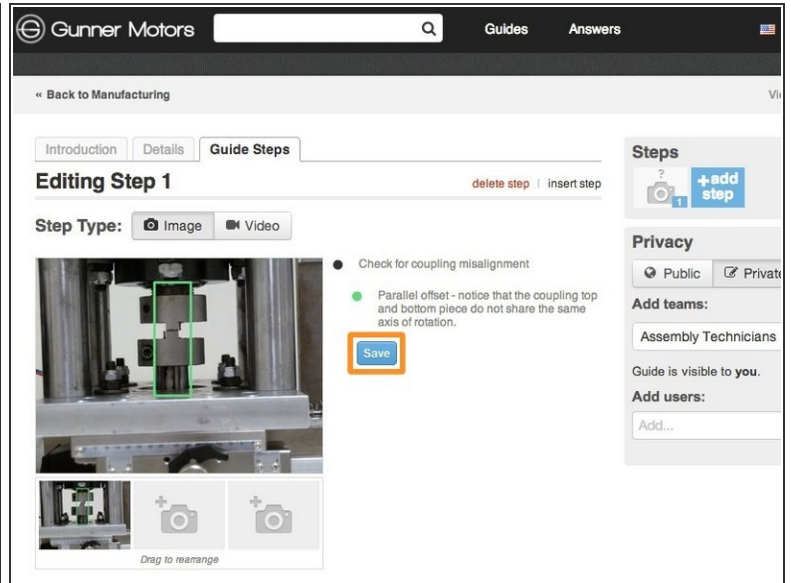 Gunner Motors
Guides
Answers
« Back to Manufacturing
Introduction
Details
Guide Steps
Editing Step 1
delete step | insert step
Step Type:
Image
Video
Check for coupling misalignment
Parallel offset - notice that the coupling top
and bottom piece do not share the same
axis of rotation.
Save
Drag to rearrange
Steps
?
1
+add
step
Privacy
Public
Private
Add teams:
Assembly Technicians
Guide is visible to you.
Add users:
Add...